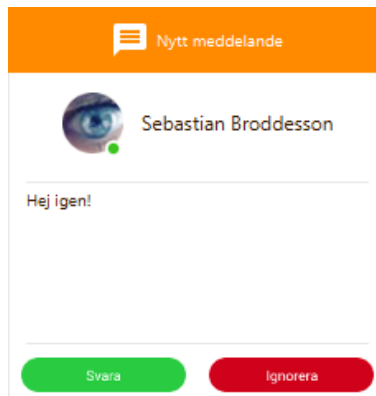 Nytt meddelande
Sebastian Broddesson
Hej igen!
Svara
Ignorera